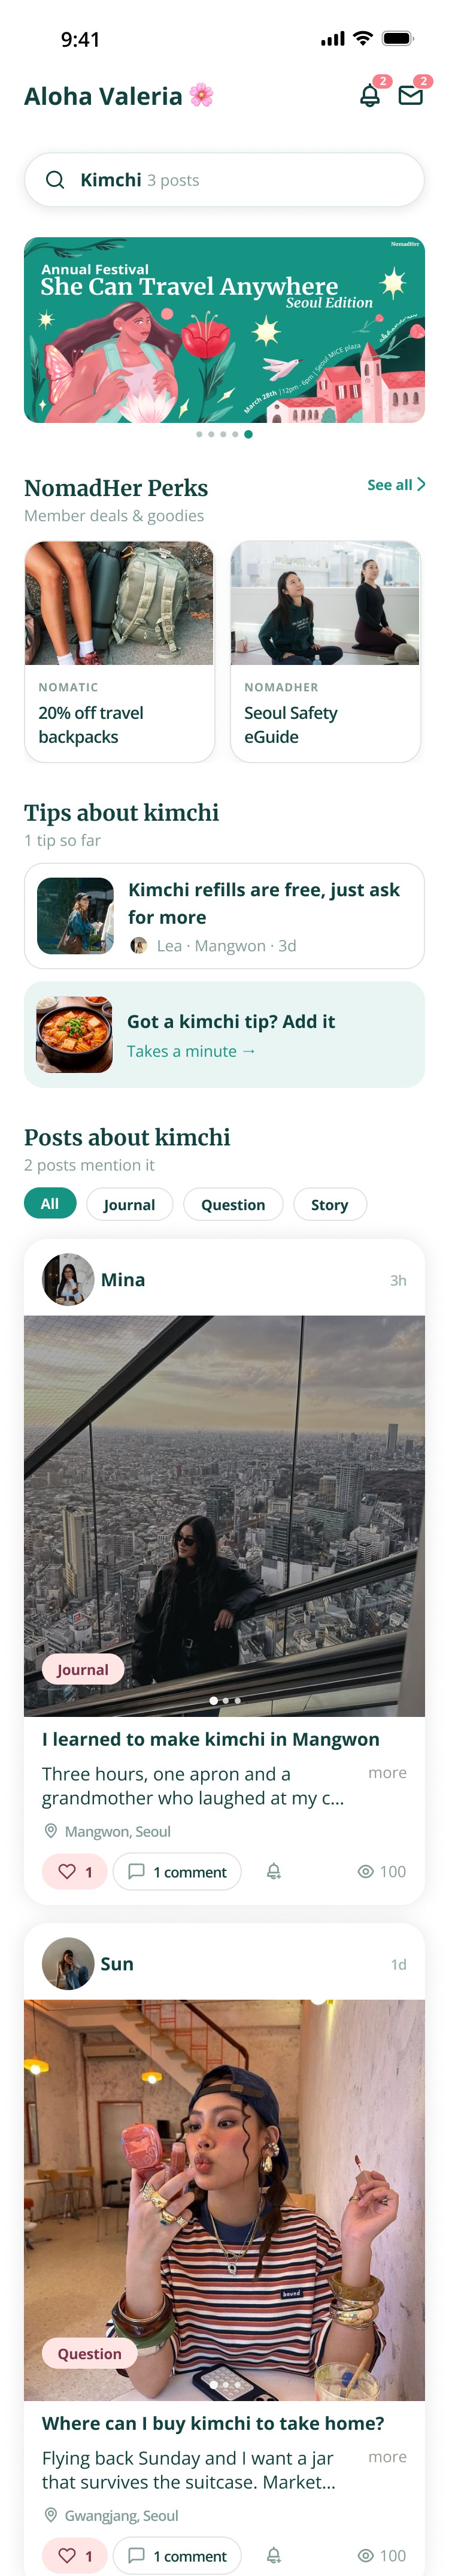 9:41
Aloha Valeria 🌸
2
2
Kimchi 3 posts
NomadHer
Annual Festival
She Can Travel Anywhere
Seoul Edition
March 28th | 12pm - 6pm | Seoul MICE plaza
NomadHer Perks
See all
Member deals & goodies
NOMATIC
20% off travel
backpacks
NOMADHER
Seoul Safety
eGuide
Tips about kimchi
1 tip so far
Kimchi refills are free, just ask
for more
Lea · Mangwon · 3d
Got a kimchi tip? Add it
Takes a minute →
Posts about kimchi
2 posts mention it
All
Journal
Question
Story
Mina
3h
Journal
I learned to make kimchi in Mangwon
Three hours, one apron and a
grandmother who laughed at my c...
more
Mangwon, Seoul
1
1 comment
100
Sun
1d
bound
Question
Where can I buy kimchi to take home?
Flying back Sunday and I want a jar
that survives the suitcase. Market...
more
Gwangjang, Seoul
1
1 comment
100